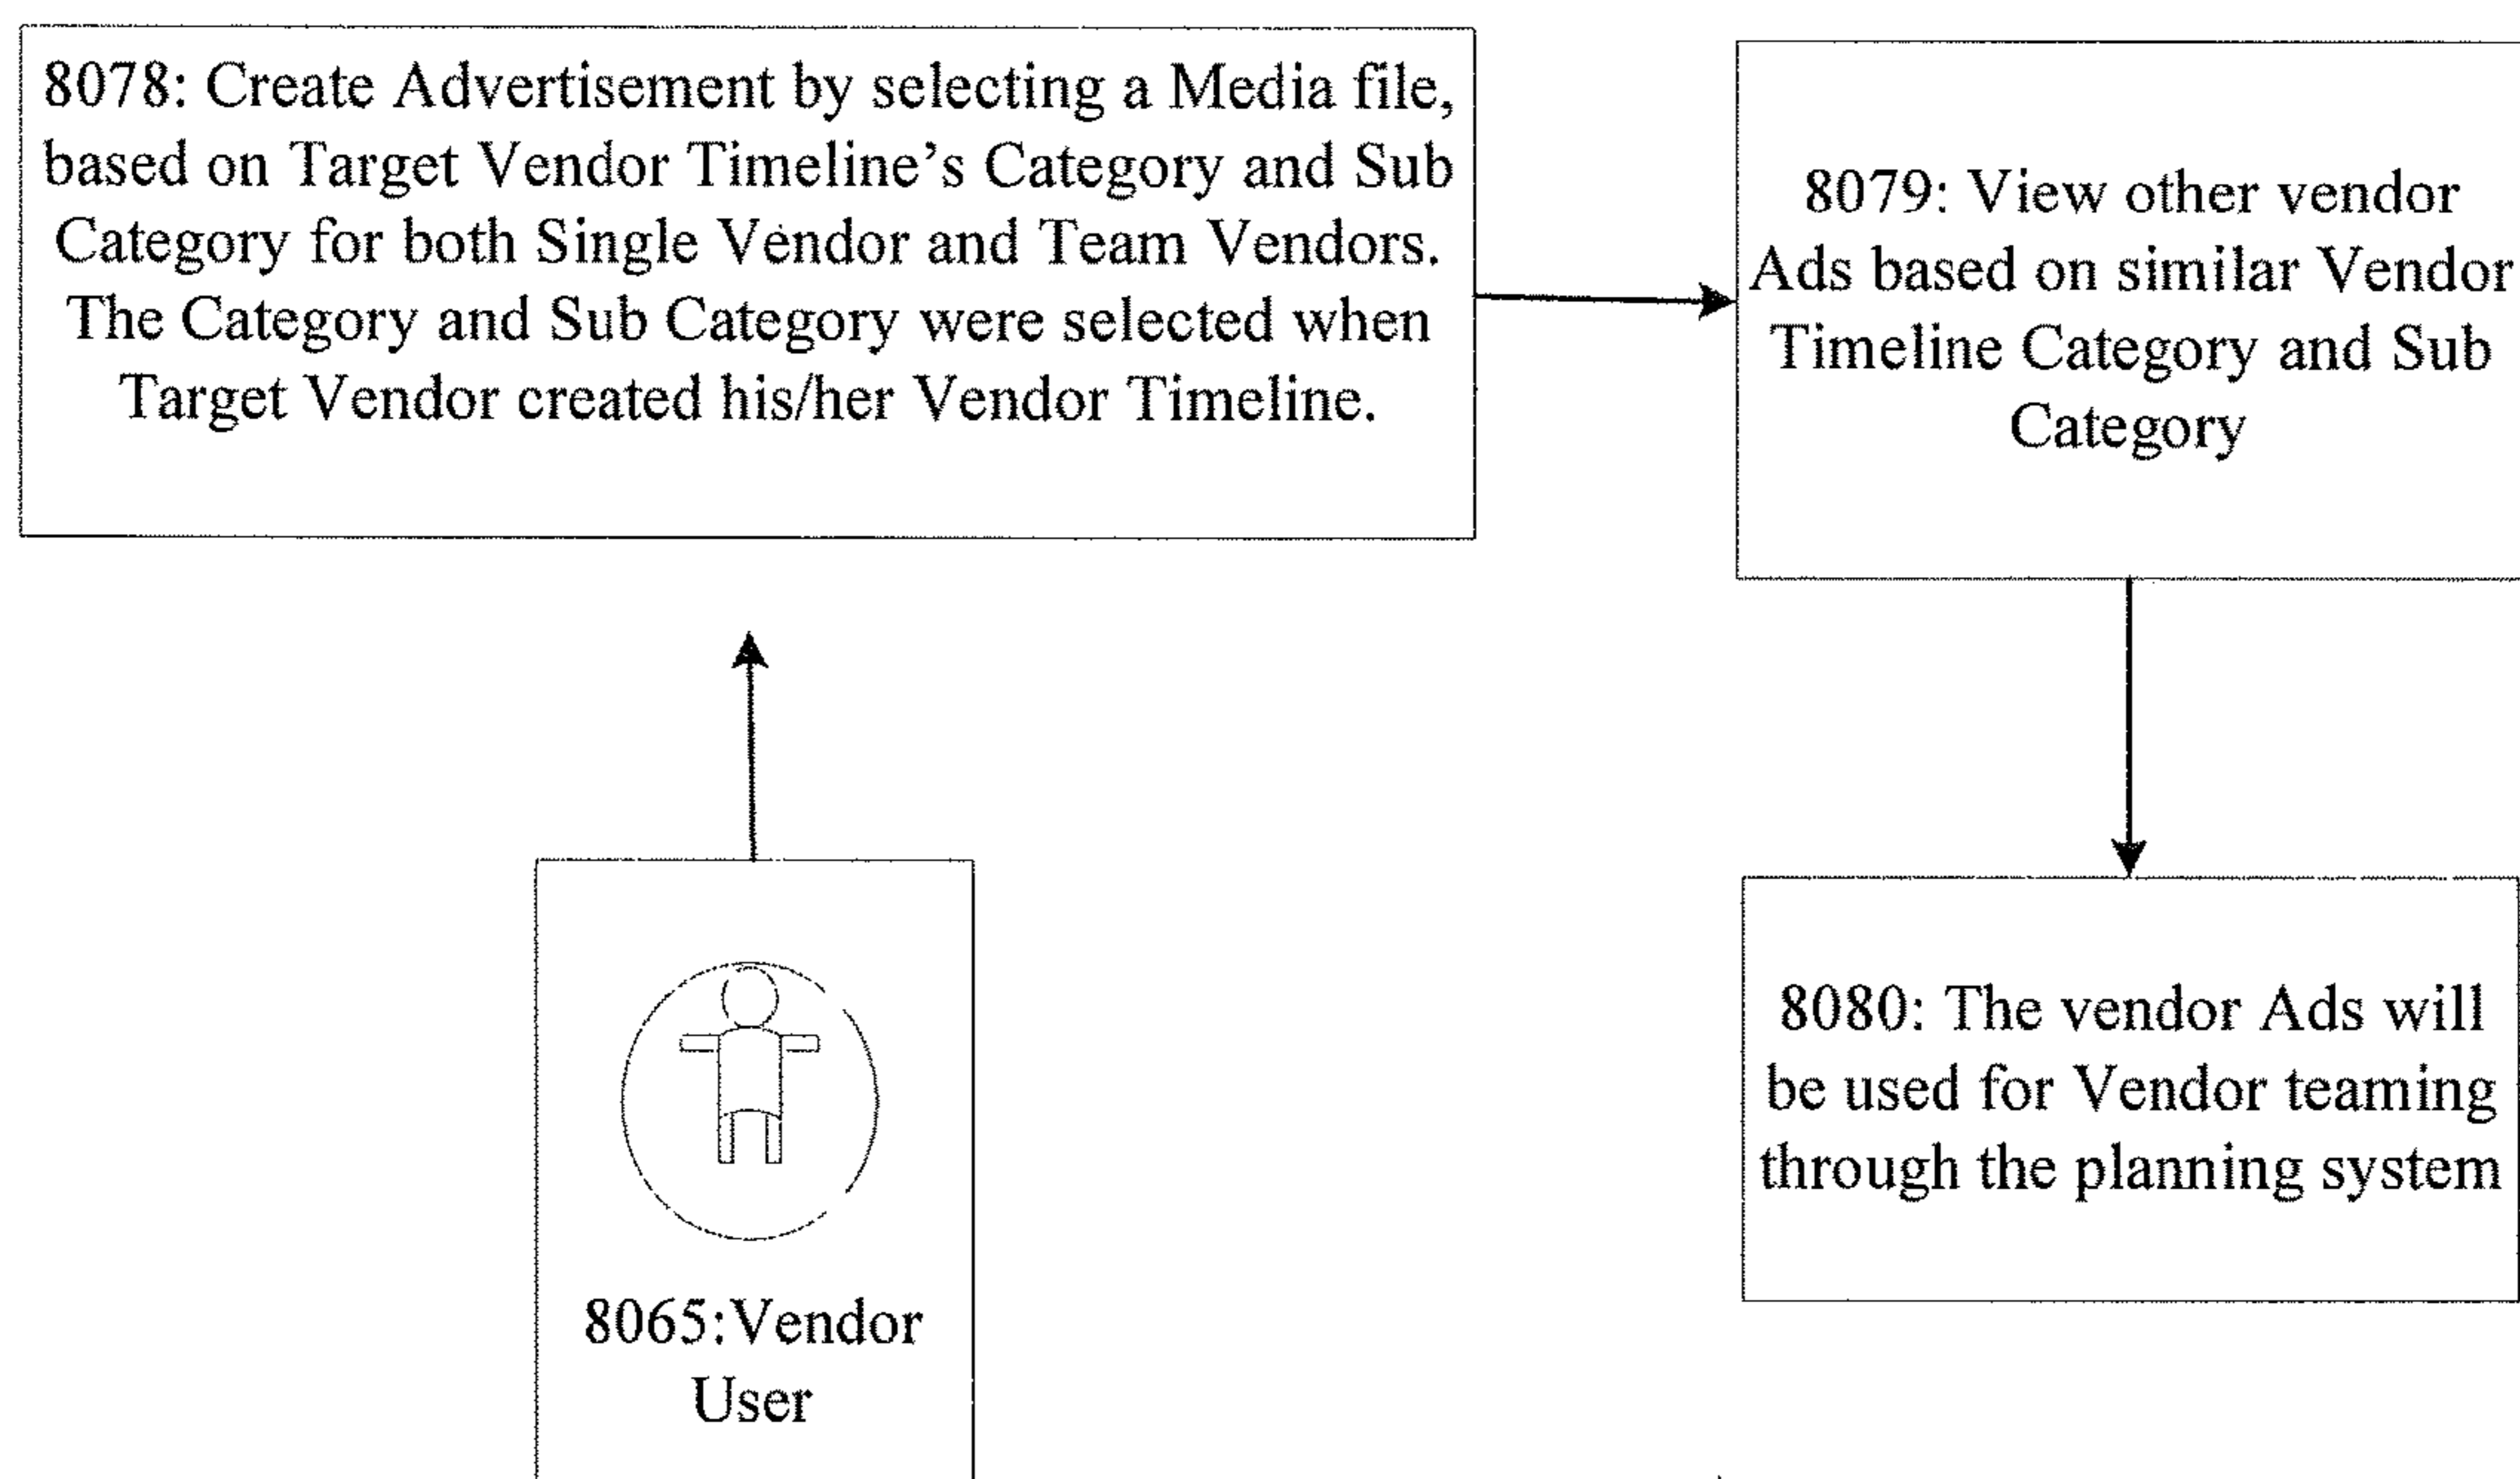 8078: Create Advertisement by selecting a Media file,
based on Target Vendor Timeline’s Category and Sub
Category for both Single Vendor and Team Vendors.
The Category and Sub Category were selected when
Target Vendor created his/her Vendor Timeline.
8079: View other vendor
Ads based on similar Vendor
Timeline Category and Sub
Category
8080: The vendor Ads will
be used for Vendor teaming
through the planning system
8065:Vendor
User